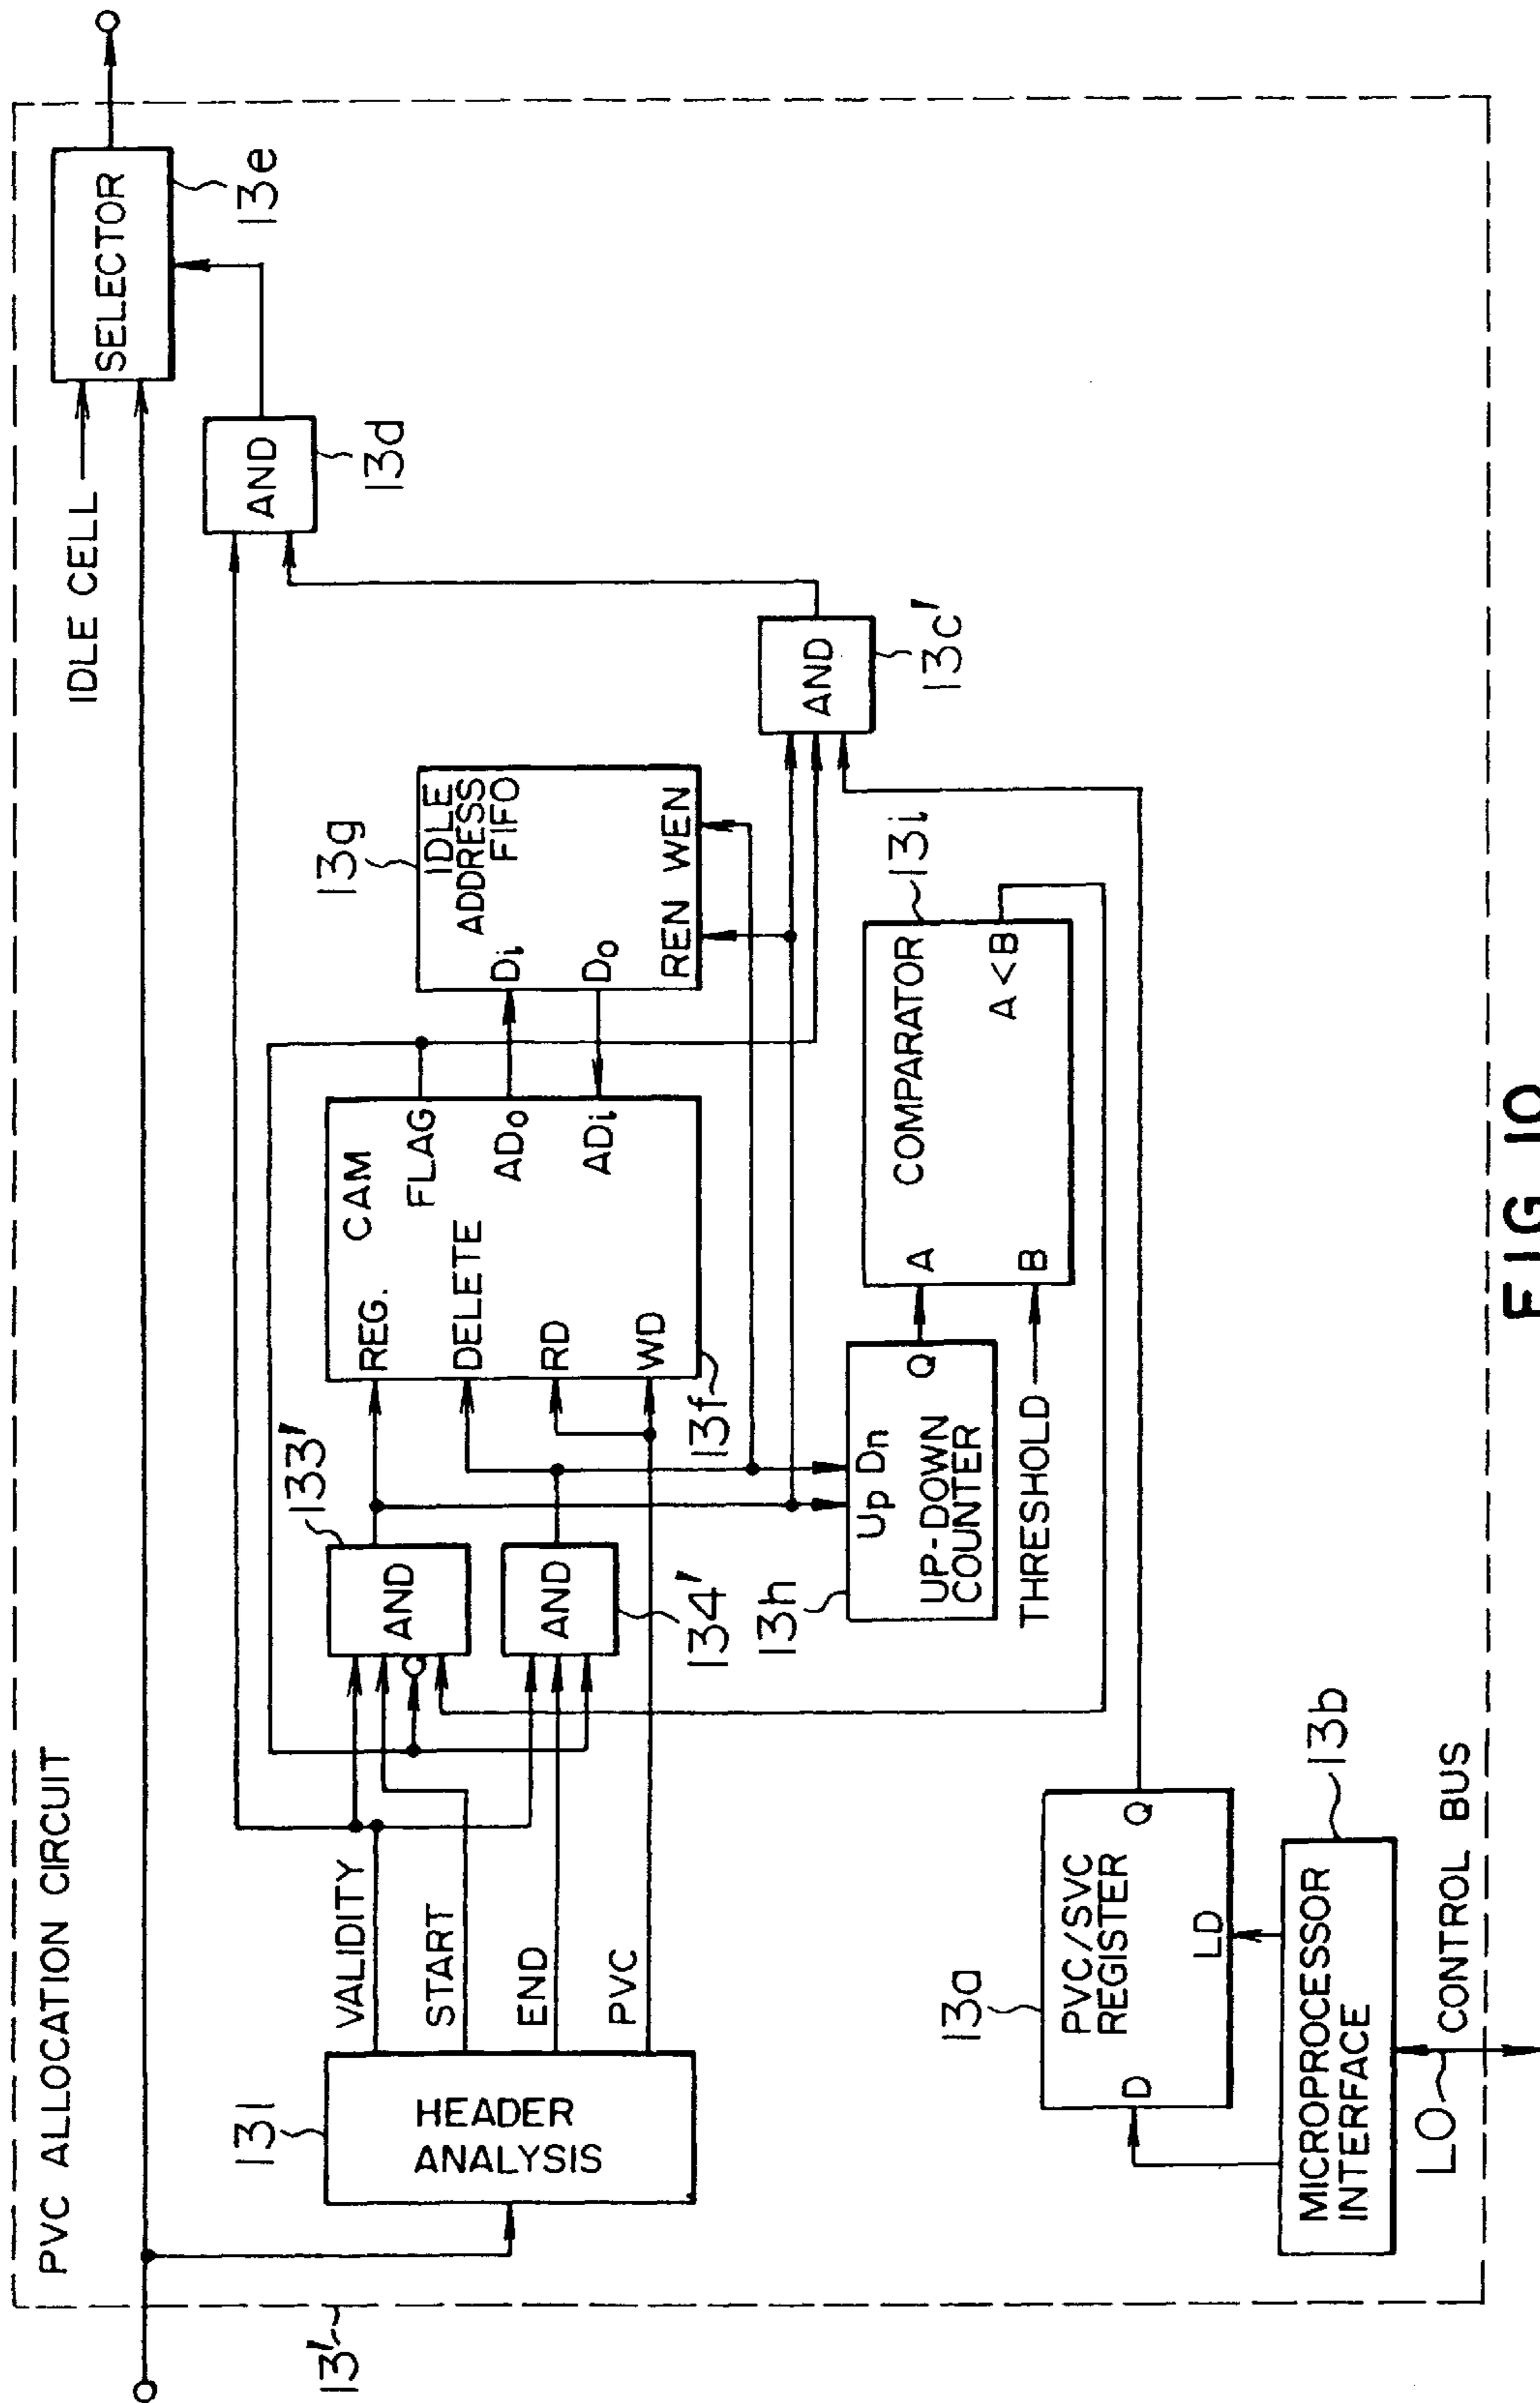 PVC ALLOCATION CIRCUIT
13'
IDLE CELL
SELECTOR
13e
AND
13d
131
HEADER
ANALYSIS
VALIDITY
START
END
PVC
133'
AND
AND
134'
CAM
REG.
FLAG
DELETE
ADo
RD
ADi
WD
13f
13g
IDLE
ADDRESS
FIFO
Di
Do
REN WEN
AND
13c'
13h
Up Dn
Q
UP-DOWN
COUNTER
THRESHOLD
COMPARATOR
13i
A
B
A<B
13a
D
PVC/SVC
REGISTER
Q
LD
MICROPROCESSOR
INTERFACE
13b
LO
CONTROL BUS
FIG 10